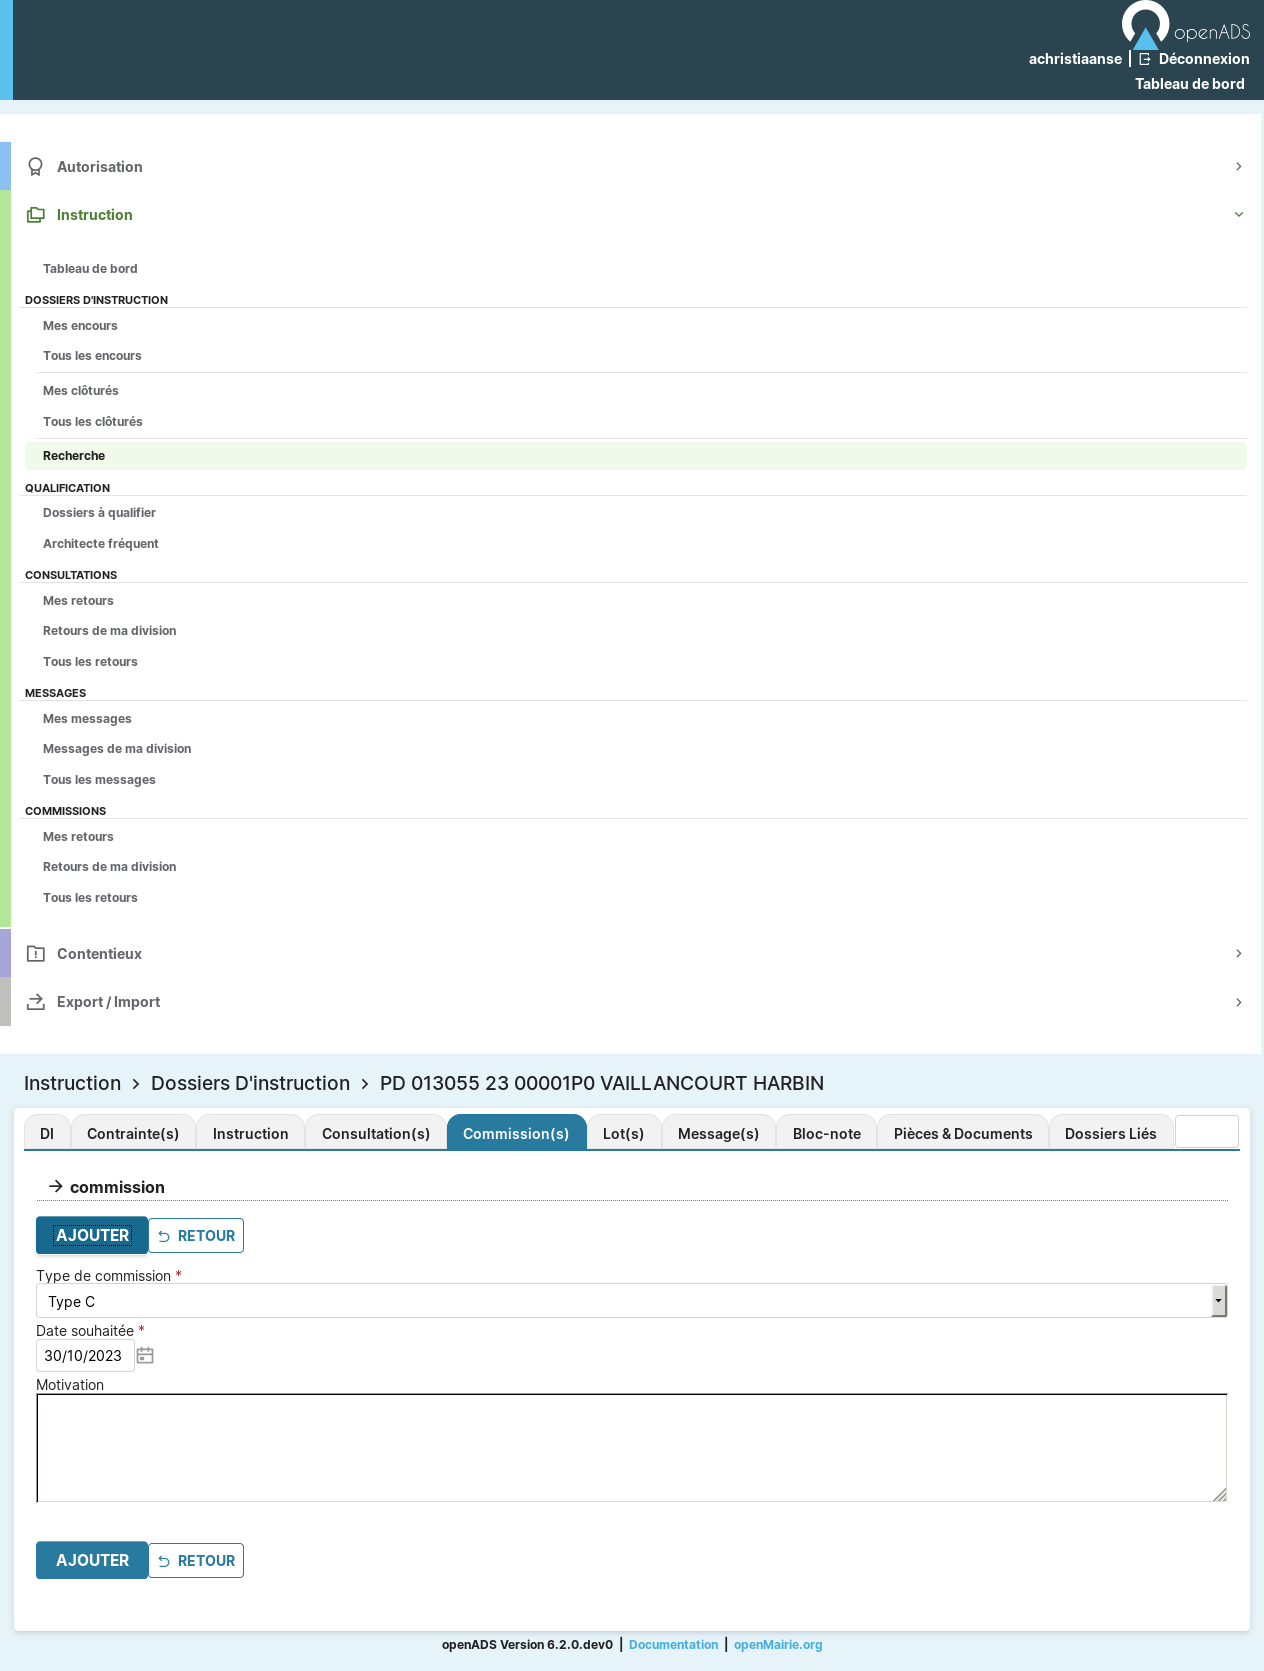 openADS
achristiaanse | Déconnexion
Tableau de bord
Autorisation
Instruction
Tableau de bord
DOSSIERS D'INSTRUCTION
Mes encours
Tous les encours
Mes clôturés
Tous les clôturés
Recherche
QUALIFICATION
Dossiers à qualifier
Architecte fréquent
CONSULTATIONS
Mes retours
Retours de ma division
Tous les retours
MESSAGES
Mes messages
Messages de ma division
Tous les messages
COMMISSIONS
Mes retours
Retours de ma division
Tous les retours
Contentieux
Export / Import
Instruction > Dossiers D'instruction > PD 013055 23 00001P0 VAILLANCOURT HARBIN
DI Contrainte(s) Instruction Consultation(s) Commission(s) Lot(s) Message(s) Bloc-note Pièces & Documents Dossiers Liés
commission
AJOUTER RETOUR
Type de commission *
Type C
Date souhaitée *
30/10/2023
Motivation
AJOUTER RETOUR
openADS Version 6.2.0.dev0 | Documentation | openMairie.org